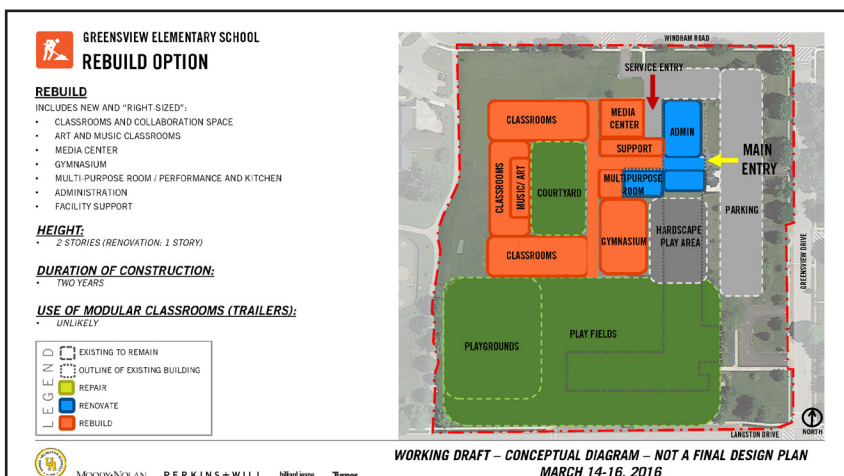 GREENSVIEW ELEMENTARY SCHOOL
REBUILD OPTION
REBUILD
INCLUDES NEW AND "RIGHT-SIZED":
• CLASSROOMS AND COLLABORATION SPACE
• ART AND MUSIC CLASSROOMS
• MEDIA CENTER
• GYMNASIUM
• MULTI-PURPOSE ROOM / PERFORMANCE AND KITCHEN
• ADMINISTRATION
• FACILITY SUPPORT
HEIGHT:
• 2 STORIES (RENOVATION: 1 STORY)
DURATION OF CONSTRUCTION:
• TWO YEARS
USE OF MODULAR CLASSROOMS (TRAILERS):
• UNLIKELY
LEGEND
EXISTING TO REMAIN
OUTLINE OF EXISTING BUILDING
REPAIR
RENOVATE
REBUILD
WINDHAM ROAD
SERVICE ENTRY
CLASSROOMS
MEDIA
CENTER
ADMIN
SUPPORT
MAIN
ENTRY
CLASSROOMS
MUSIC/ ART
COURTYARD
MULTIPURPOSE
ROOM
PARKING
CLASSROOMS
GYMNASIUM
HARDSCAPE
PLAY AREA
GREENSVIEW DRIVE
PLAYGROUNDS
PLAY FIELDS
LANGSTON DRIVE
NORTH
MOODY•NOLAN
PERKINS+WILL
Turner
WORKING DRAFT – CONCEPTUAL DIAGRAM – NOT A FINAL DESIGN PLAN
MARCH 14-16, 2016